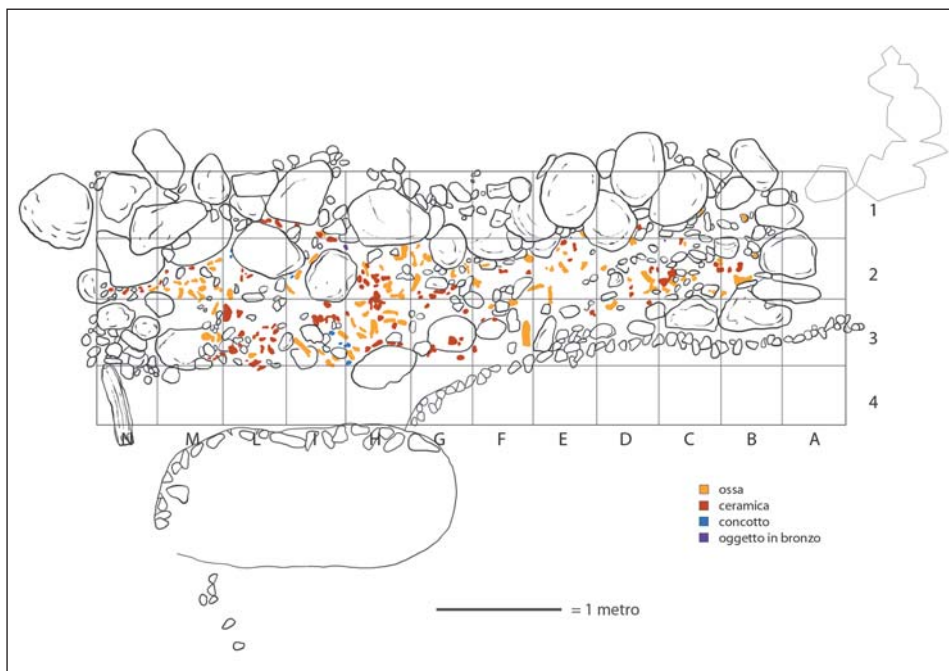 1
2
3
4
N M L I H G F E D C B A
ossa
ceramica
concotto
oggetto in bronzo
= 1 metro